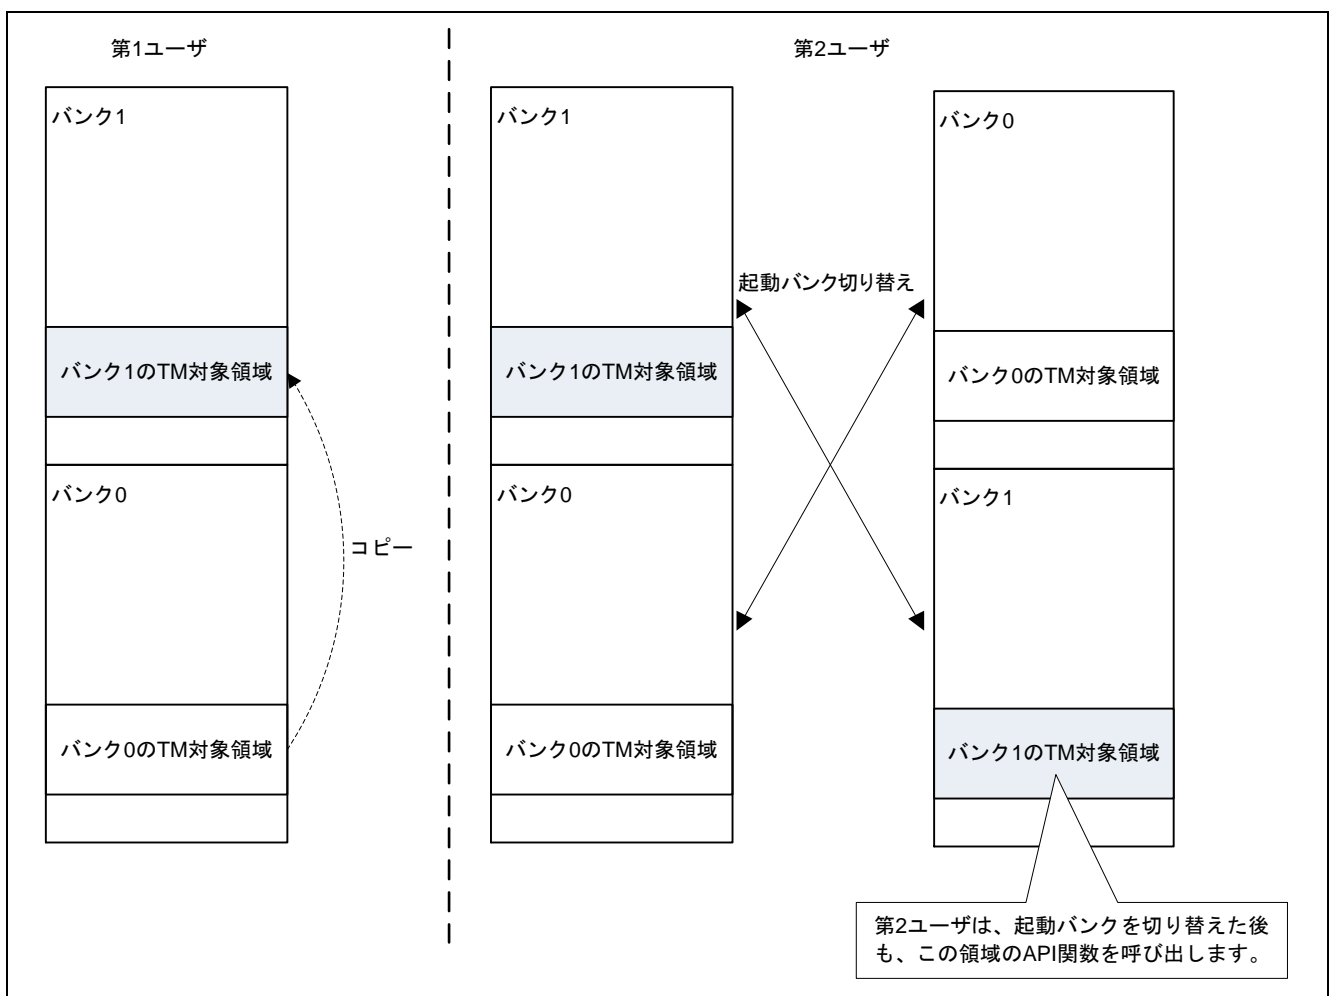 第1ユーザ
バンク1
バンク1のTM対象領域
バンク0
コピー
バンク0のTM対象領域
第2ユーザ
バンク1
バンク1のTM対象領域
バンク0
バンク0のTM対象領域
起動バンク切り替え
バンク0
バンク0のTM対象領域
バンク1
バンク1のTM対象領域
第2ユーザは、起動バンクを切り替えた後
も、この領域のAPI関数を呼び出します。